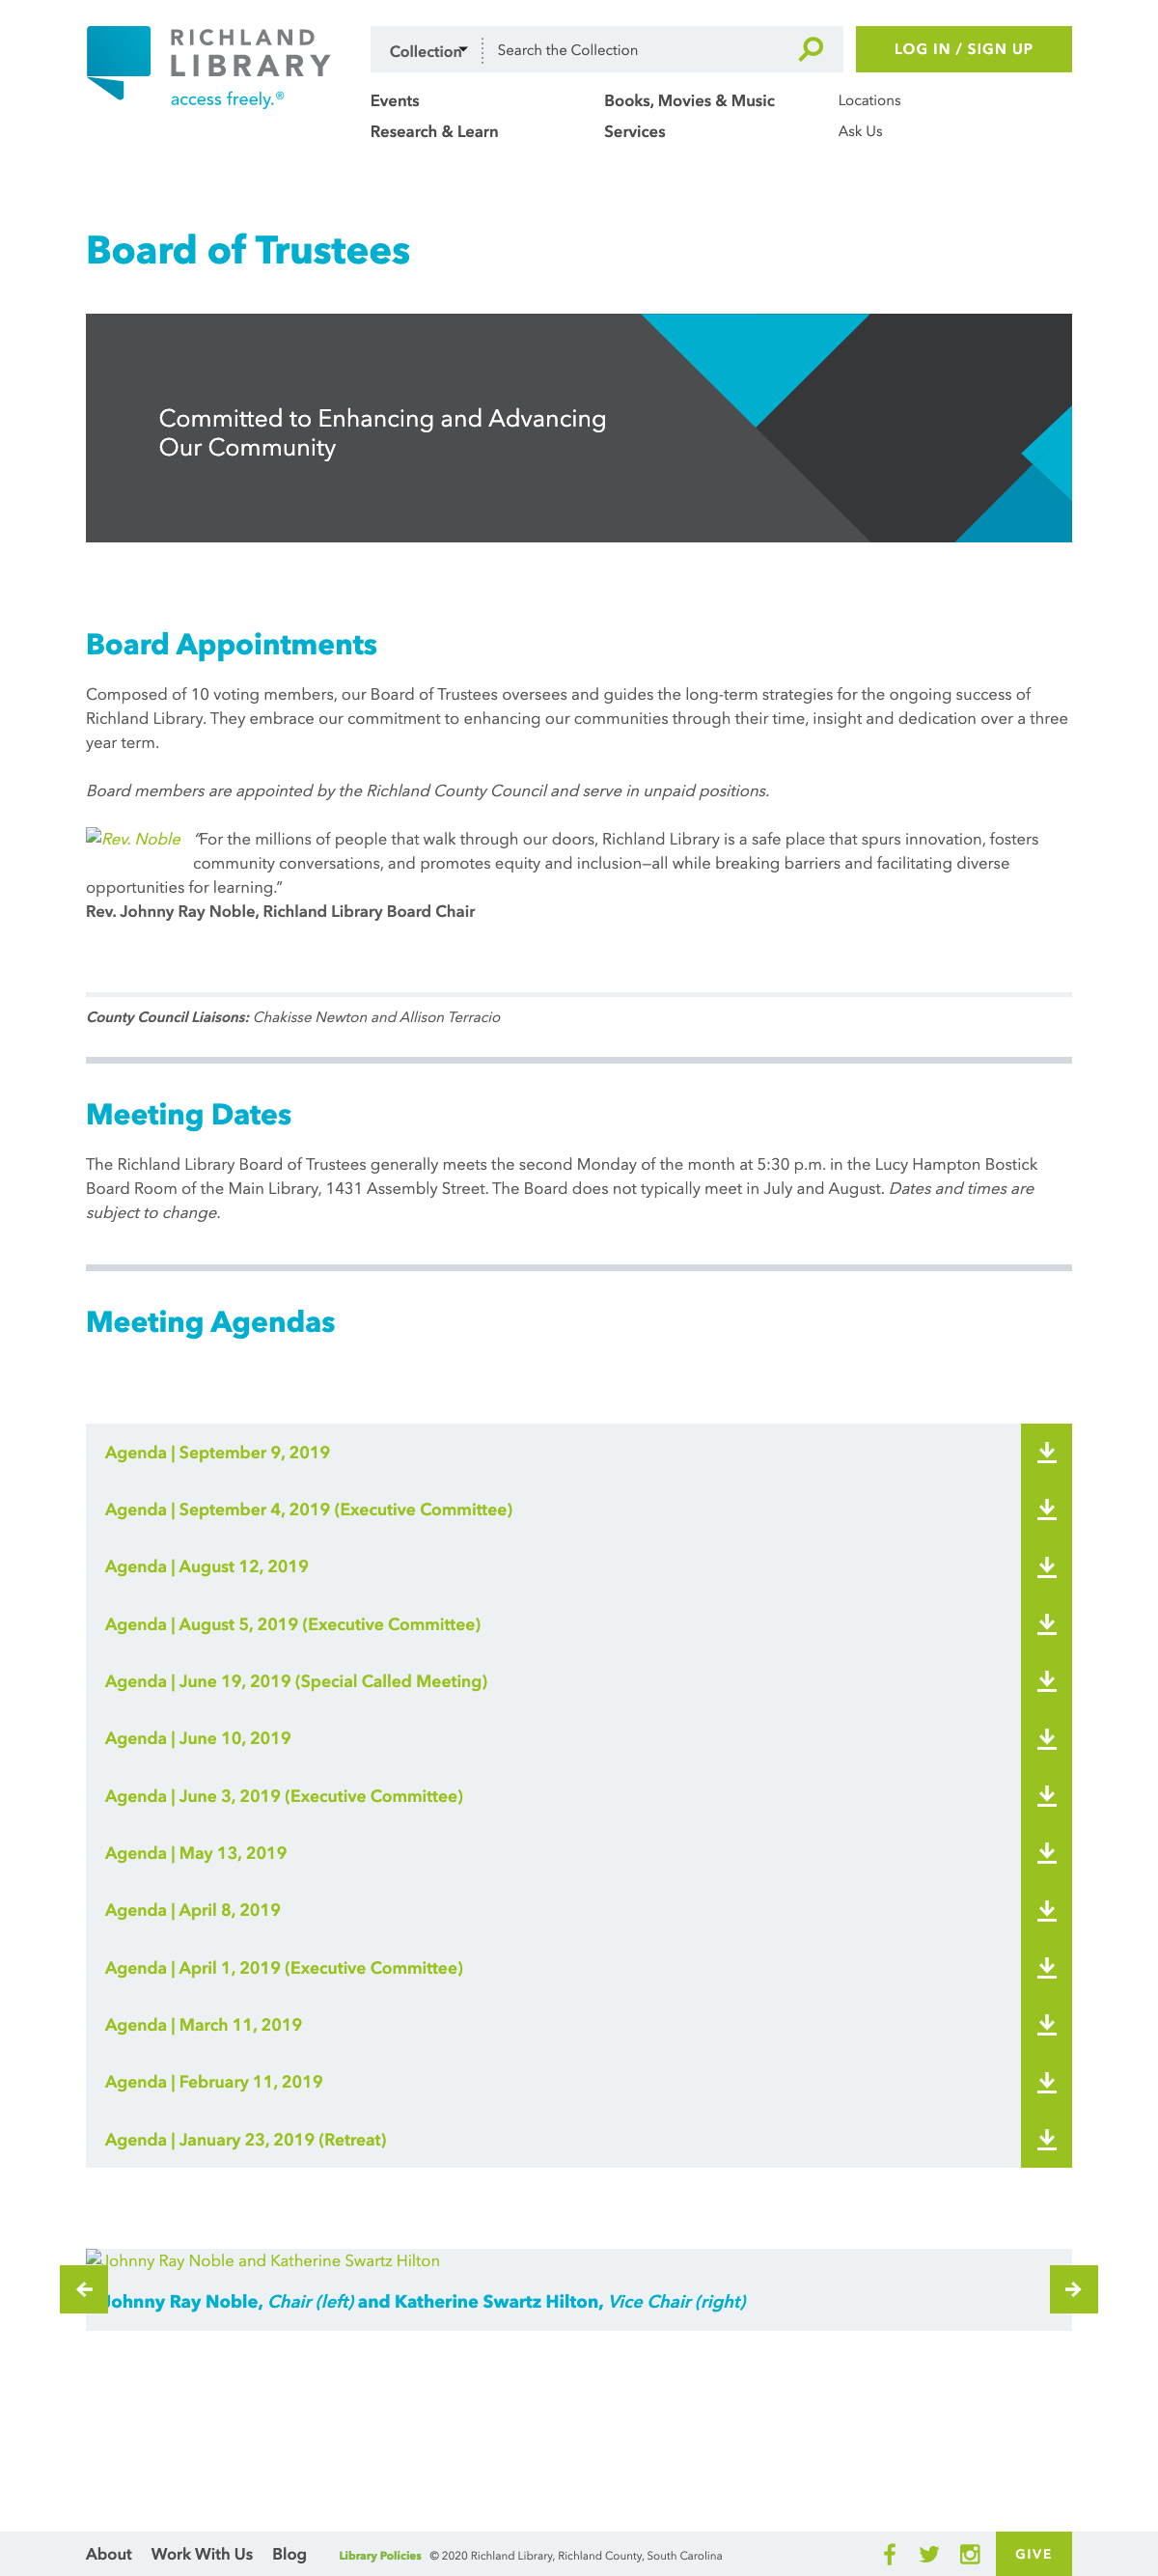 RICHLAND
LIBRARY
access freely.®
Collection
Search the Collection
LOG IN / SIGN UP
Events
Books, Movies & Music
Locations
Research & Learn
Services
Ask Us
Board of Trustees
Committed to Enhancing and Advancing
Our Community
Board Appointments
Composed of 10 voting members, our Board of Trustees oversees and guides the long-term strategies for the ongoing success of
Richland Library. They embrace our commitment to enhancing our communities through their time, insight and dedication over a three
year term.
Board members are appointed by the Richland County Council and serve in unpaid positions.
Rev. Noble “For the millions of people that walk through our doors, Richland Library is a safe place that spurs innovation, fosters
community conversations, and promotes equity and inclusion—all while breaking barriers and facilitating diverse
opportunities for learning.”
Rev. Johnny Ray Noble, Richland Library Board Chair
County Council Liaisons: Chakisse Newton and Allison Terracio
Meeting Dates
The Richland Library Board of Trustees generally meets the second Monday of the month at 5:30 p.m. in the Lucy Hampton Bostick
Board Room of the Main Library, 1431 Assembly Street. The Board does not typically meet in July and August. Dates and times are
subject to change.
Meeting Agendas
Agenda | September 9, 2019
Agenda | September 4, 2019 (Executive Committee)
Agenda | August 12, 2019
Agenda | August 5, 2019 (Executive Committee)
Agenda | June 19, 2019 (Special Called Meeting)
Agenda | June 10, 2019
Agenda | June 3, 2019 (Executive Committee)
Agenda | May 13, 2019
Agenda | April 8, 2019
Agenda | April 1, 2019 (Executive Committee)
Agenda | March 11, 2019
Agenda | February 11, 2019
Agenda | January 23, 2019 (Retreat)
Johnny Ray Noble and Katherine Swartz Hilton
Johnny Ray Noble, Chair (left) and Katherine Swartz Hilton, Vice Chair (right)
About
Work With Us
Blog
Library Policies
© 2020 Richland Library, Richland County, South Carolina
GIVE